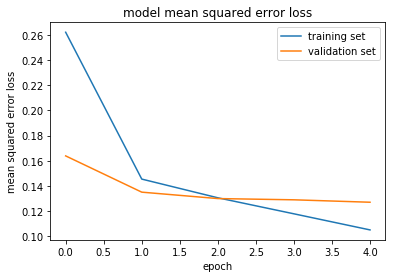 model mean squared error loss
training set
validation set
mean squared error loss
0.26
0.24
0.22
0.20
0.18
0.16
0.14
0.12
0.10
0.0 0.5 1.0 1.5 2.0 2.5 3.0 3.5 4.0
epoch